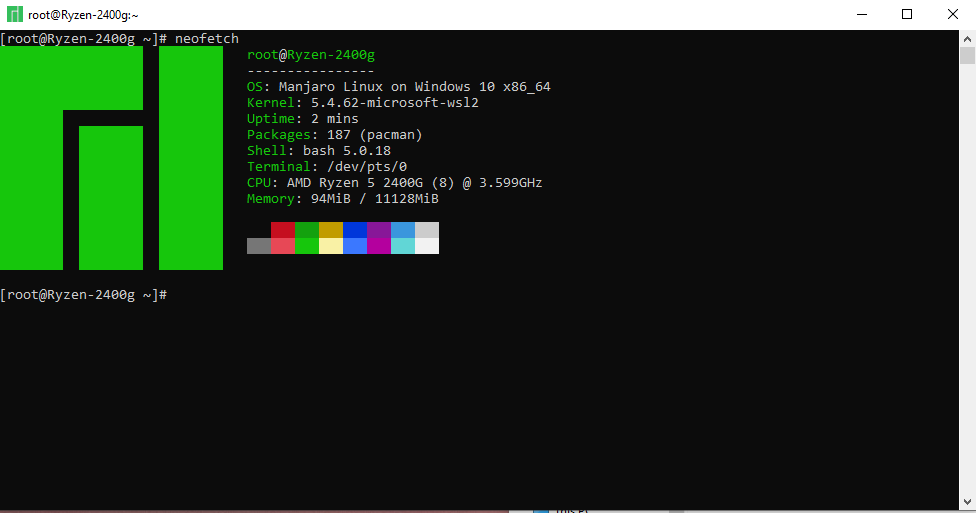 root@Ryzen-2400g:~
[root@Ryzen-2400g ~]# neofetch
root@Ryzen-2400g
----------------
OS: Manjaro Linux on Windows 10 x86_64
Kernel: 5.4.62-microsoft-wsl2
Uptime: 2 mins
Packages: 187 (pacman)
Shell: bash 5.0.18
Terminal: /dev/pts/0
CPU: AMD Ryzen 5 2400G (8) @ 3.599GHz
Memory: 94MiB / 11128MiB
[root@Ryzen-2400g ~]#